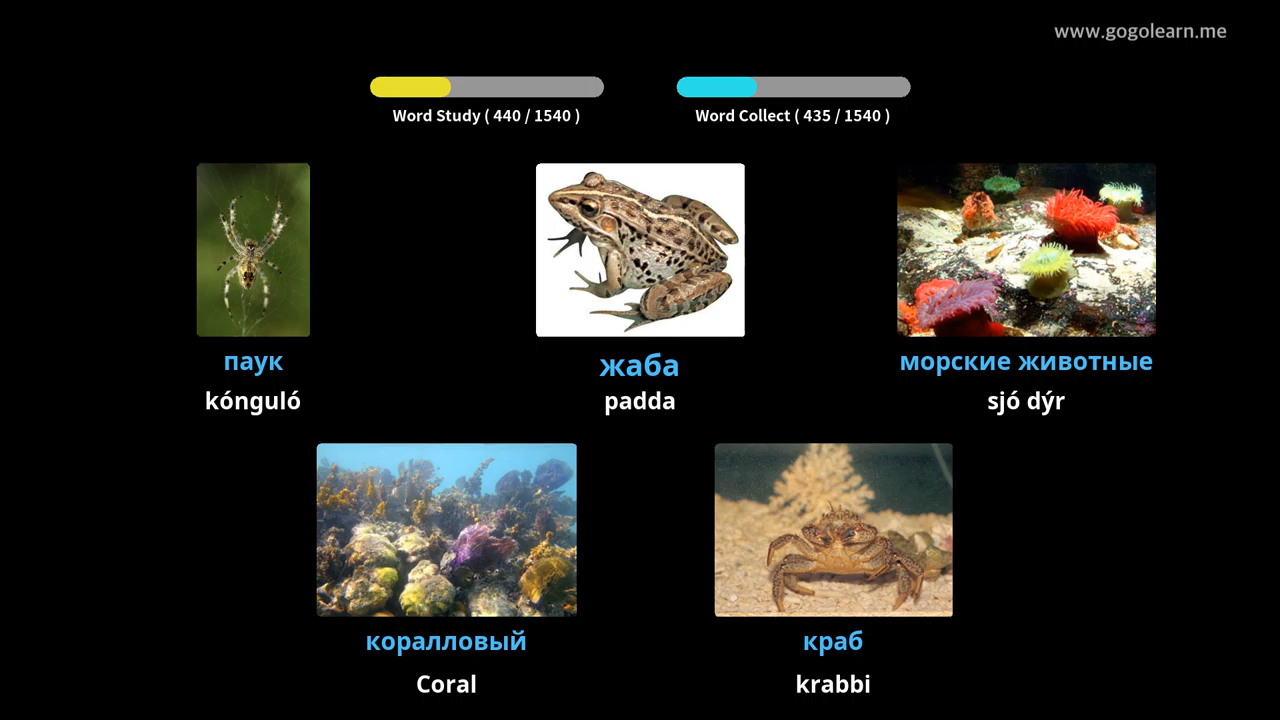 www.gogolearn.me
Word Study ( 440 / 1540 )
Word Collect ( 435 / 1540 )
паук
kónguló
жаба
padda
морские животные
sjó dýr
коралловый
Coral
краб
krabbi